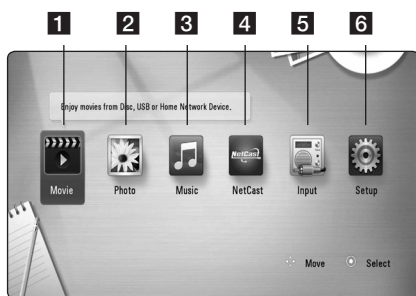 1 2 3 4 5 6
Enjoy movies from Disc, USB or Home Network Device.
NetCast
Movie Photo Music NetCast Input Setup
Move Select